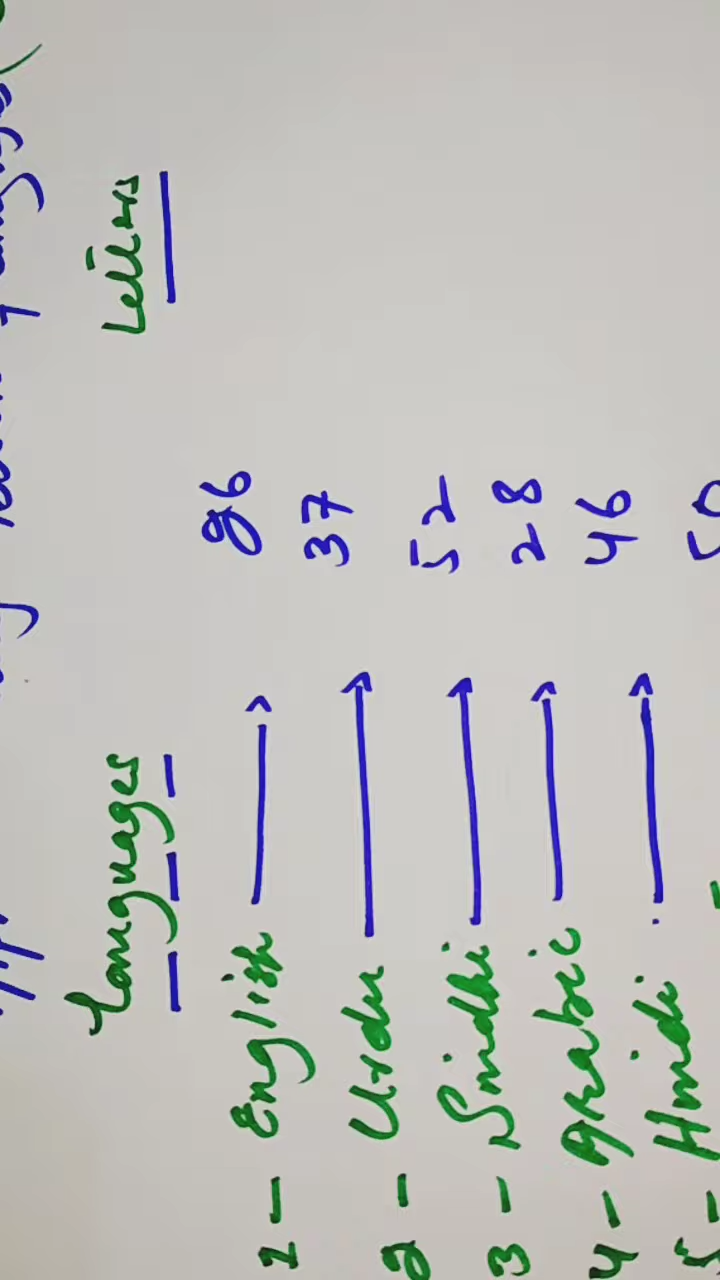 Languages Letters
1 - English → 26
2 - Urdu → 37
3 - Sindhi → 52
4 - Arabic → 28
5 - Hindi → 46